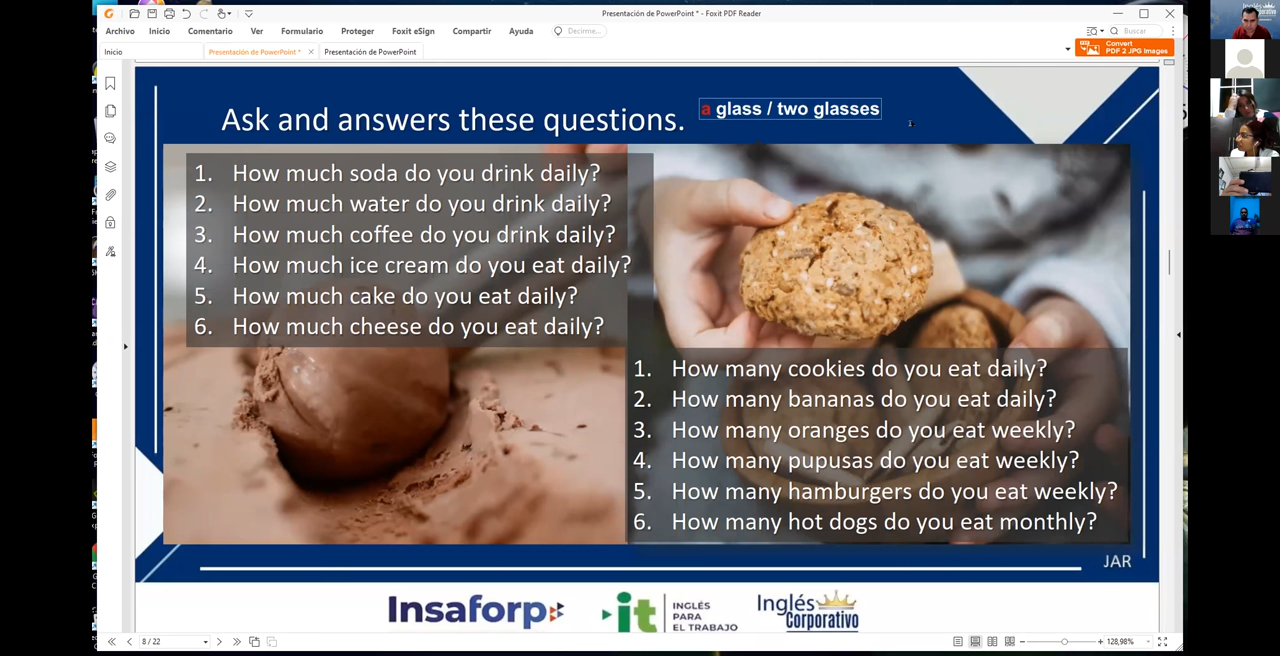 Presentación de PowerPoint * - Foxit PDF Reader
Archivo Inicio Comentario Ver Formulario Proteger Foxit eSign Compartir Ayuda Decirme... Buscar
Inicio Presentación de PowerPoint * Presentación de PowerPoint
Convert
PDF 2 JPG Images
Ask and answers these questions.
a glass / two glasses
1. How much soda do you drink daily?
2. How much water do you drink daily?
3. How much coffee do you drink daily?
4. How much ice cream do you eat daily?
5. How much cake do you eat daily?
6. How much cheese do you eat daily?
1. How many cookies do you eat daily?
2. How many bananas do you eat daily?
3. How many oranges do you eat weekly?
4. How many pupusas do you eat weekly?
5. How many hamburgers do you eat weekly?
6. How many hot dogs do you eat monthly?
JAR
Insaforp
it
INGLÉS
PARA
EL TRABAJO
Inglés
Corporativo
8 / 22
128,98%